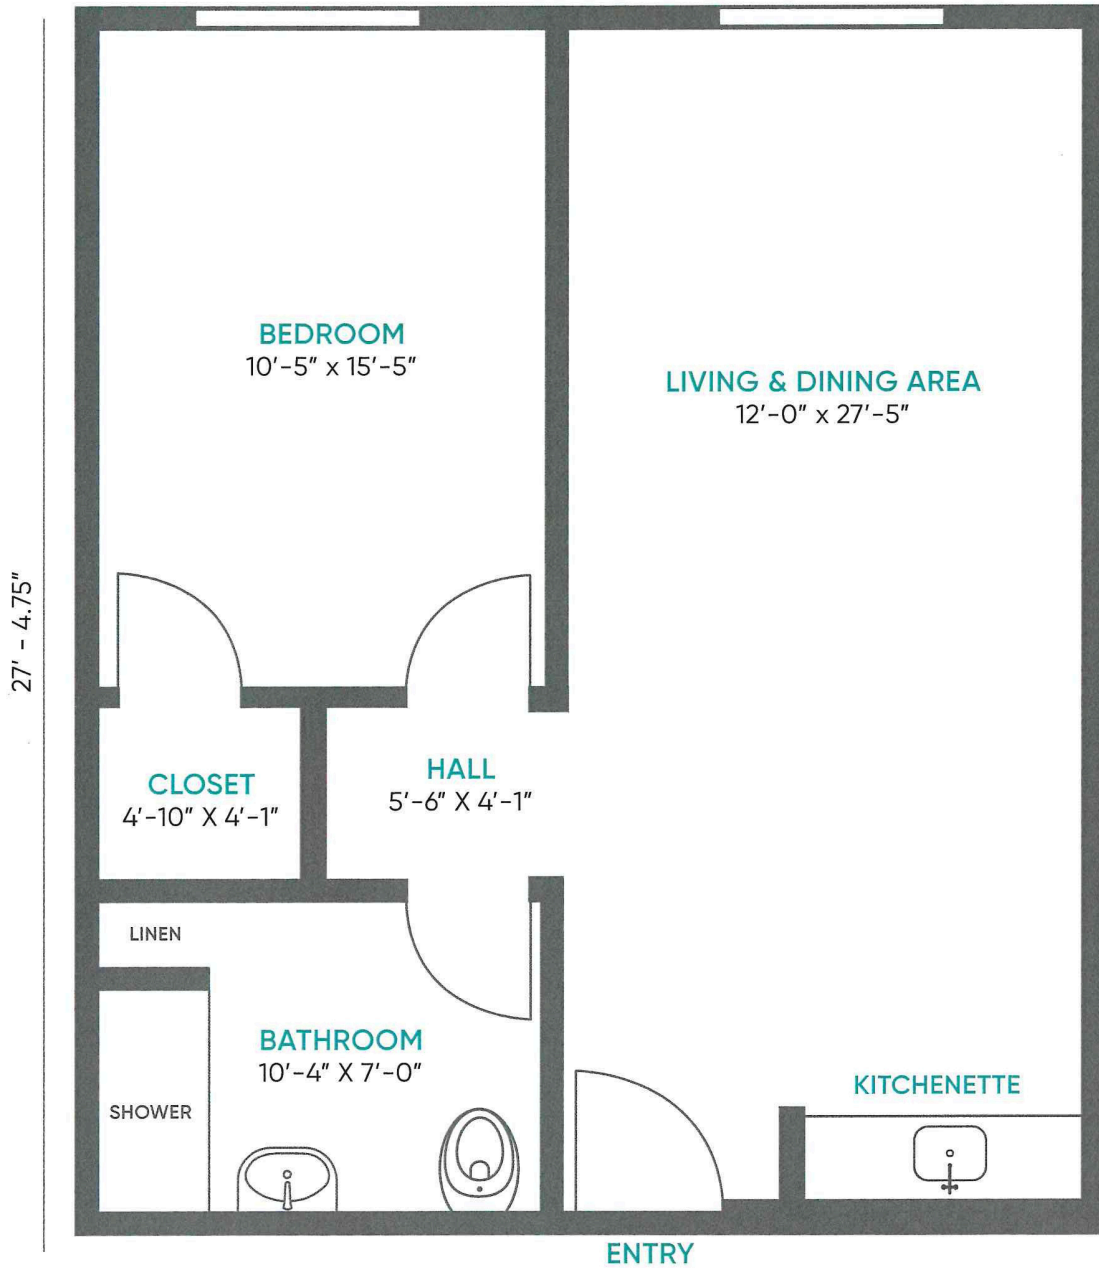 BEDROOM
10'-5" x 15'-5"
LIVING & DINING AREA
12'-0" x 27'-5"
27' - 4.75"
CLOSET
4'-10" X 4'-1"
HALL
5'-6" X 4'-1"
LINEN
BATHROOM
10'-4" X 7'-0"
SHOWER
KITCHENETTE
ENTRY